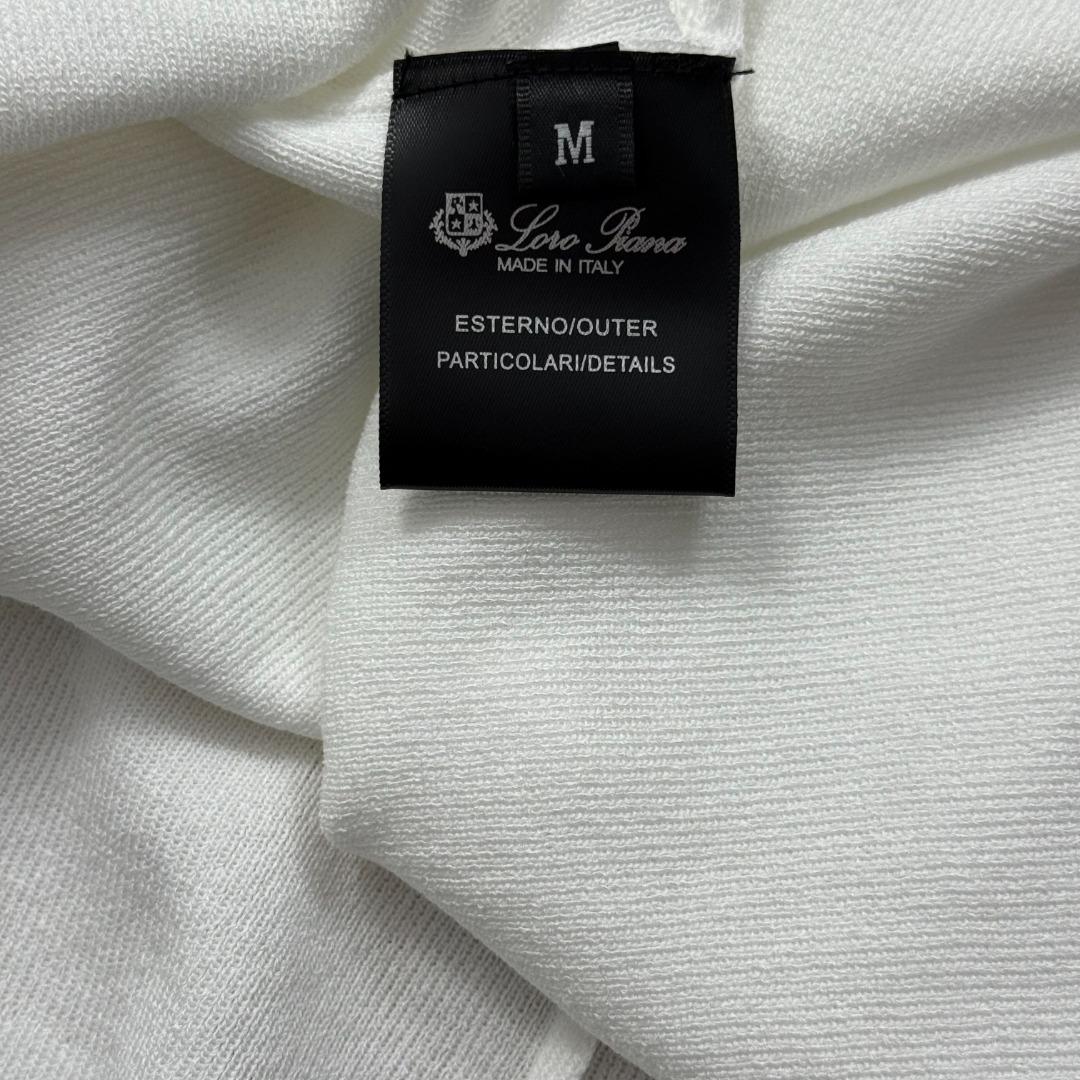 M
Loro Piana
MADE IN ITALY
ESTERNO/OUTER
PARTICOLARI/DETAILS